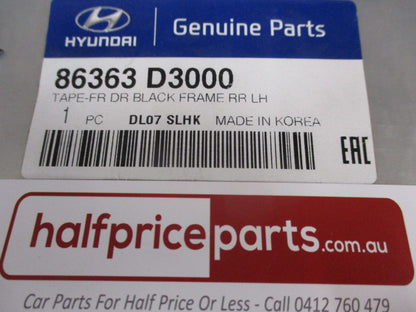 HYUNDAI
Genuine Parts
86363 D3000
TAPE-FR DR BLACK FRAME RR LH
1 PC DL07 SLHK MADE IN KOREA
EAC
halfpriceparts.com.au
Car Parts For Half Price Or Less - Call 0412 760 479